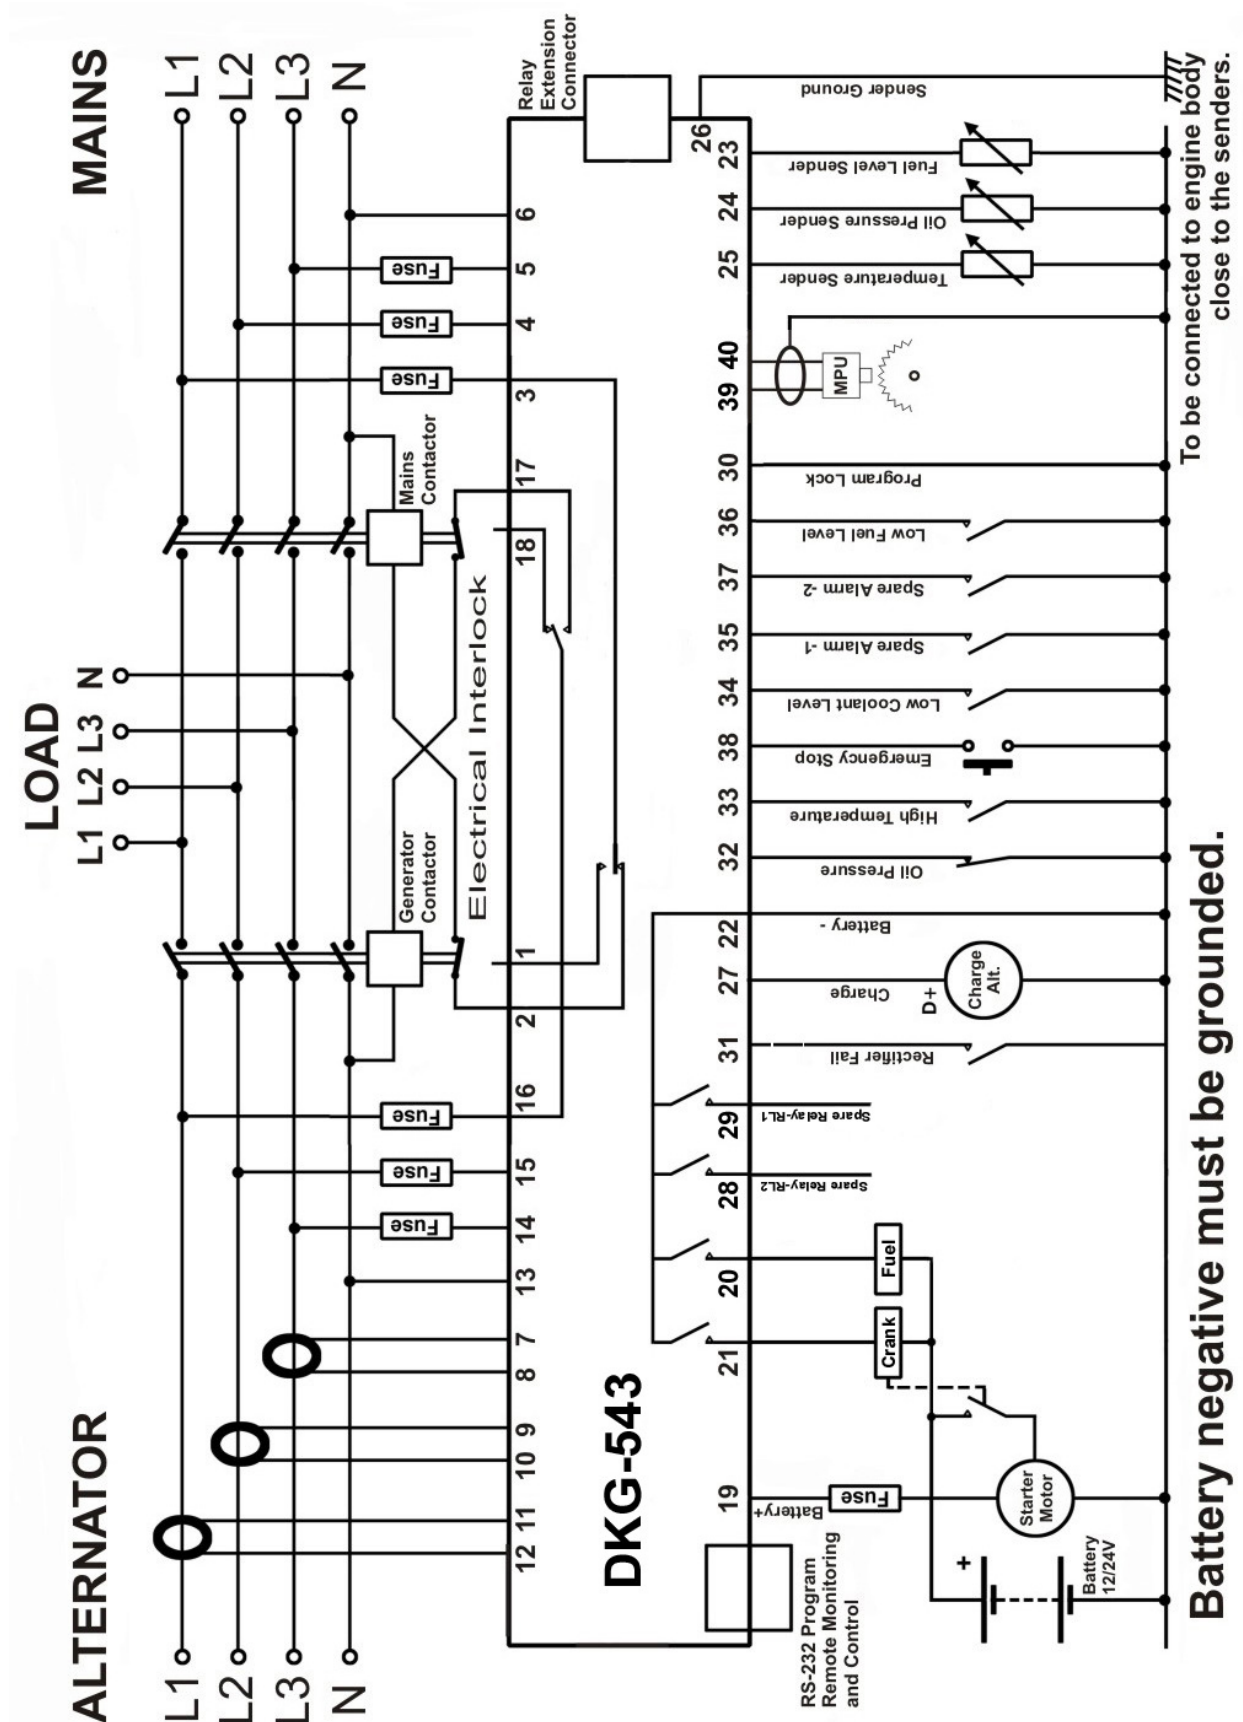 MAINS
L1
L2
L3
N
Relay
Extension
Connector
26
Sender Ground
23
Fuel Level Sender
24
Oil Pressure Sender
25
Temperature Sender
To be connected to engine body
close to the senders.
6
5
Fuse
4
Fuse
3
Fuse
40
39
MPU
Mains
Contactor
17
18
30
Program Lock
36
Low Fuel Level
37
Spare Alarm -2
35
Spare Alarm -1
34
Low Coolant Level
38
Emergency Stop
33
High Temperature
32
Oil Pressure
LOAD
N
L3
L2
L1
Electrical Interlock
Generator
Contactor
1
2
22
Battery -
27
Charge
D+
Charge
Alt.
31
Rectifier Fail
29
Spare Relay-RL1
28
Spare Relay-RL2
20
Fuel
21
Crank
16
Fuse
15
Fuse
14
Fuse
13
7
8
9
10
11
12
DKG-543
19
Battery+
Fuse
Starter
Motor
+
Battery
12/24V
RS-232 Program
Remote Monitoring
and Control
Battery negative must be grounded.
ALTERNATOR
L1
L2
L3
N